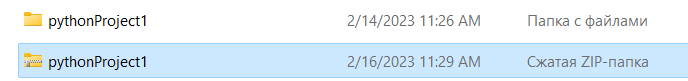 pythonProject1 2/14/2023 11:26 AM Папка с файлами
pythonProject1 2/16/2023 11:29 AM Сжатая ZIP-папка